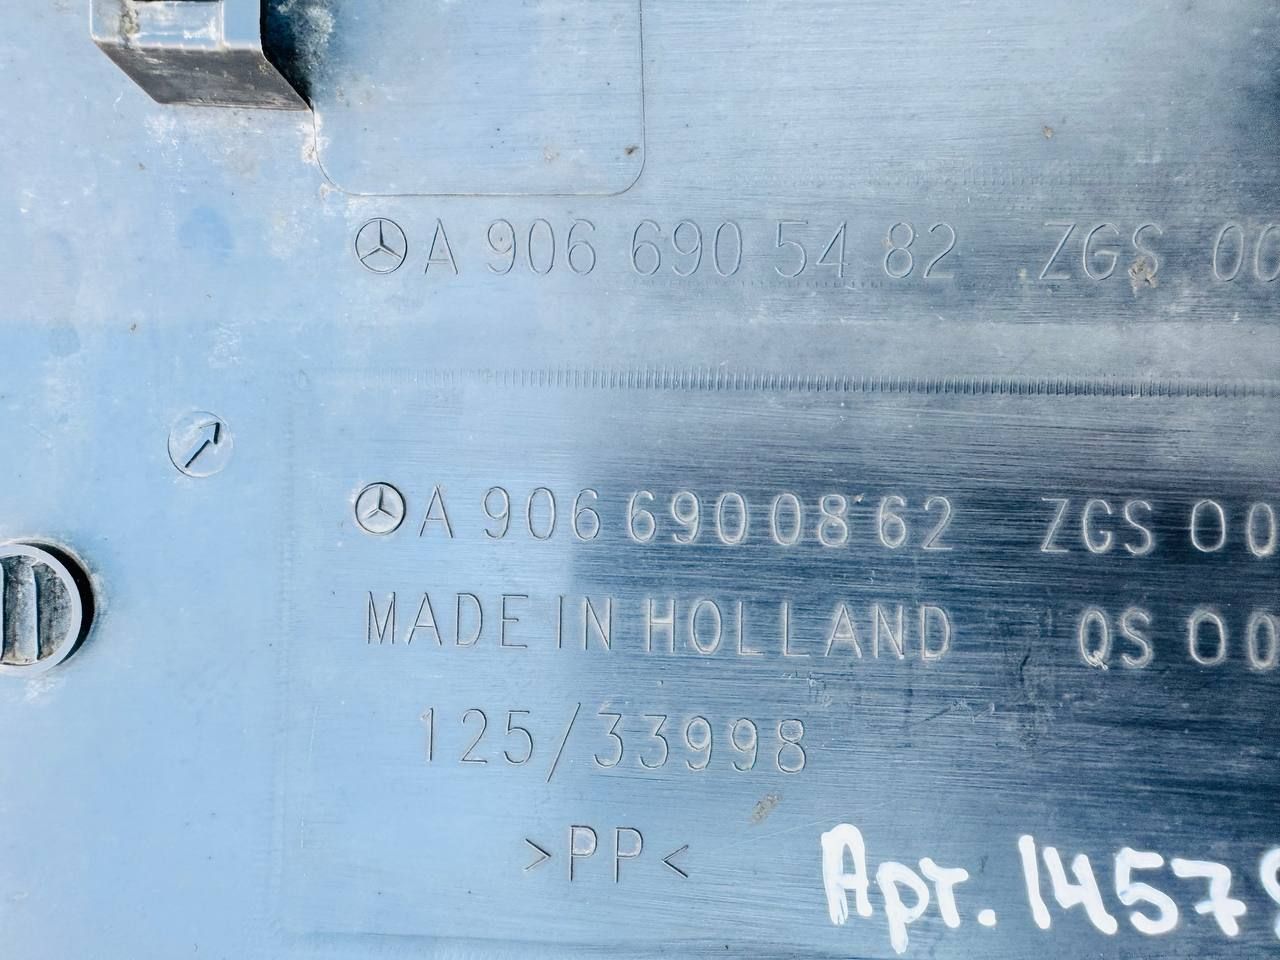 A 906 690 54 82 ZGS 00
A 906 690 08 62 ZGS 00
MADE IN HOLLAND QS 00
125/33998
>PP<
Арт. 14579